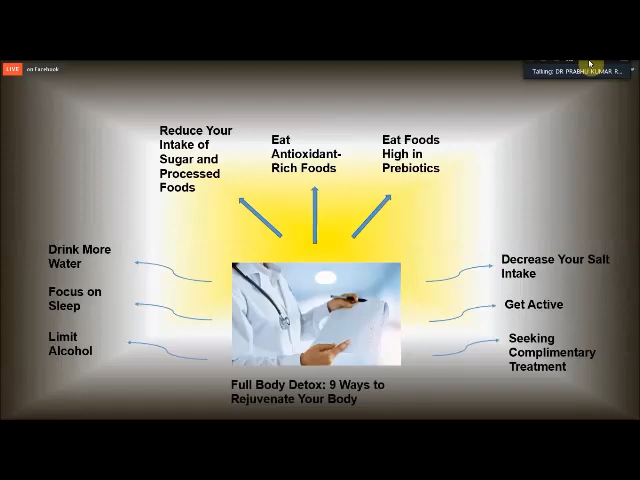 LIVE on Facebook
Talking: DR PRABHU KUMAR R...
Reduce Your
Intake of
Sugar and
Processed
Foods
Eat
Antioxidant-
Rich Foods
Eat Foods
High in
Prebiotics
Drink More
Water
Focus on
Sleep
Limit
Alcohol
Decrease Your Salt
Intake
Get Active
Seeking
Complimentary
Treatment
Full Body Detox: 9 Ways to
Rejuvenate Your Body